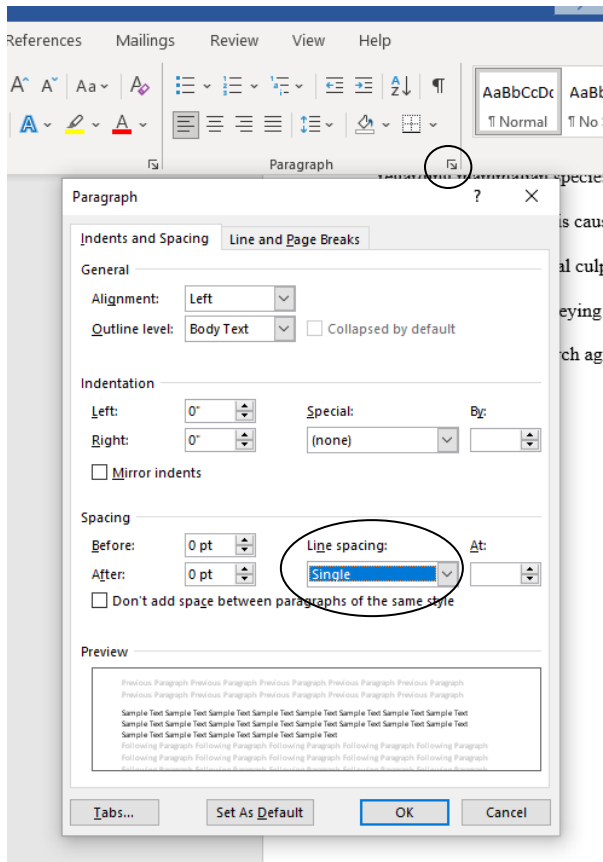 References Mailings Review View Help
A^ Aˇ Aa A
A A AaBbCcDc AaBb
¶ Normal ¶ No
Paragraph
Paragraph ? ×
is caus
Indents and Spacing Line and Page Breaks
General al culp
Alignment: Left
eying
Outline level: Body Text Collapsed by default
rch ag
Indentation
Left: 0" Special: By:
Right: 0" (none)
Mirror indents
Spacing
Before: 0 pt Line spacing: At:
After: 0 pt Single
Don't add space between paragraphs of the same style
Preview
Previous Paragraph Previous Paragraph Previous Paragraph Previous Paragraph Previous Paragraph
Previous Paragraph Previous Paragraph Previous Paragraph Previous Paragraph Previous Paragraph
Sample Text Sample Text Sample Text Sample Text Sample Text Sample Text Sample Text Sample Text
Sample Text Sample Text Sample Text Sample Text Sample Text Sample Text Sample Text Sample Text
Sample Text Sample Text Sample Text Sample Text Sample Text
Following Paragraph Following Paragraph Following Paragraph Following Paragraph Following Paragraph
Following Paragraph Following Paragraph Following Paragraph Following Paragraph Following Paragraph
Tabs... Set As Default OK Cancel